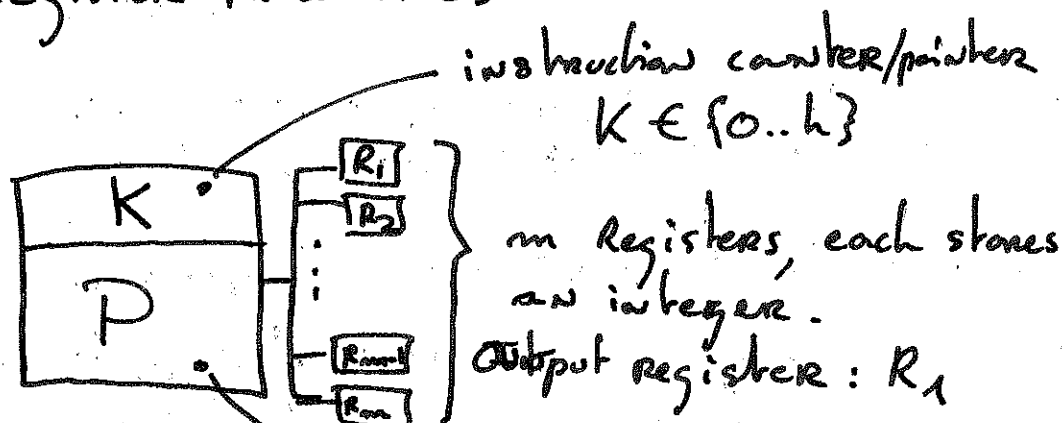 instruction counter/pointer
K ∈ {0..h}
K
P
R1
R2
Rm-1
Rm
m Registers, each stores
an integer.
Output register: R1